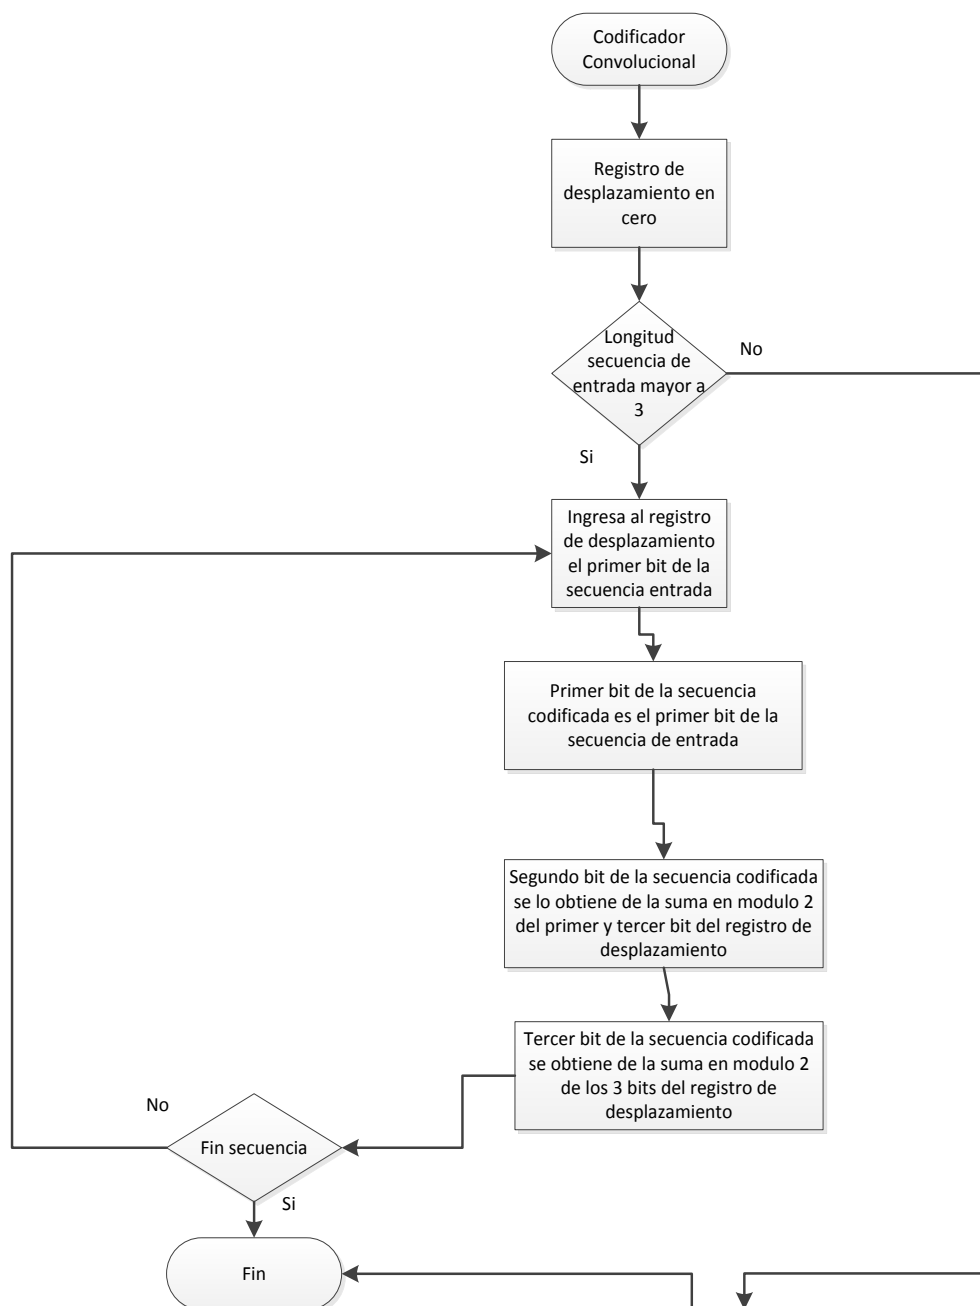 Codificador
Convolucional
Registro de
desplazamiento en
cero
Longitud
secuencia de
entrada mayor a
3
No
Si
Ingresa al registro
de desplazamiento
el primer bit de la
secuencia entrada
Primer bit de la secuencia
codificada es el primer bit de la
secuencia de entrada
Segundo bit de la secuencia codificada
se lo obtiene de la suma en modulo 2
del primer y tercer bit del registro de
desplazamiento
Tercer bit de la secuencia codificada
se obtiene de la suma en modulo 2
de los 3 bits del registro de
desplazamiento
No
Fin secuencia
Si
Fin